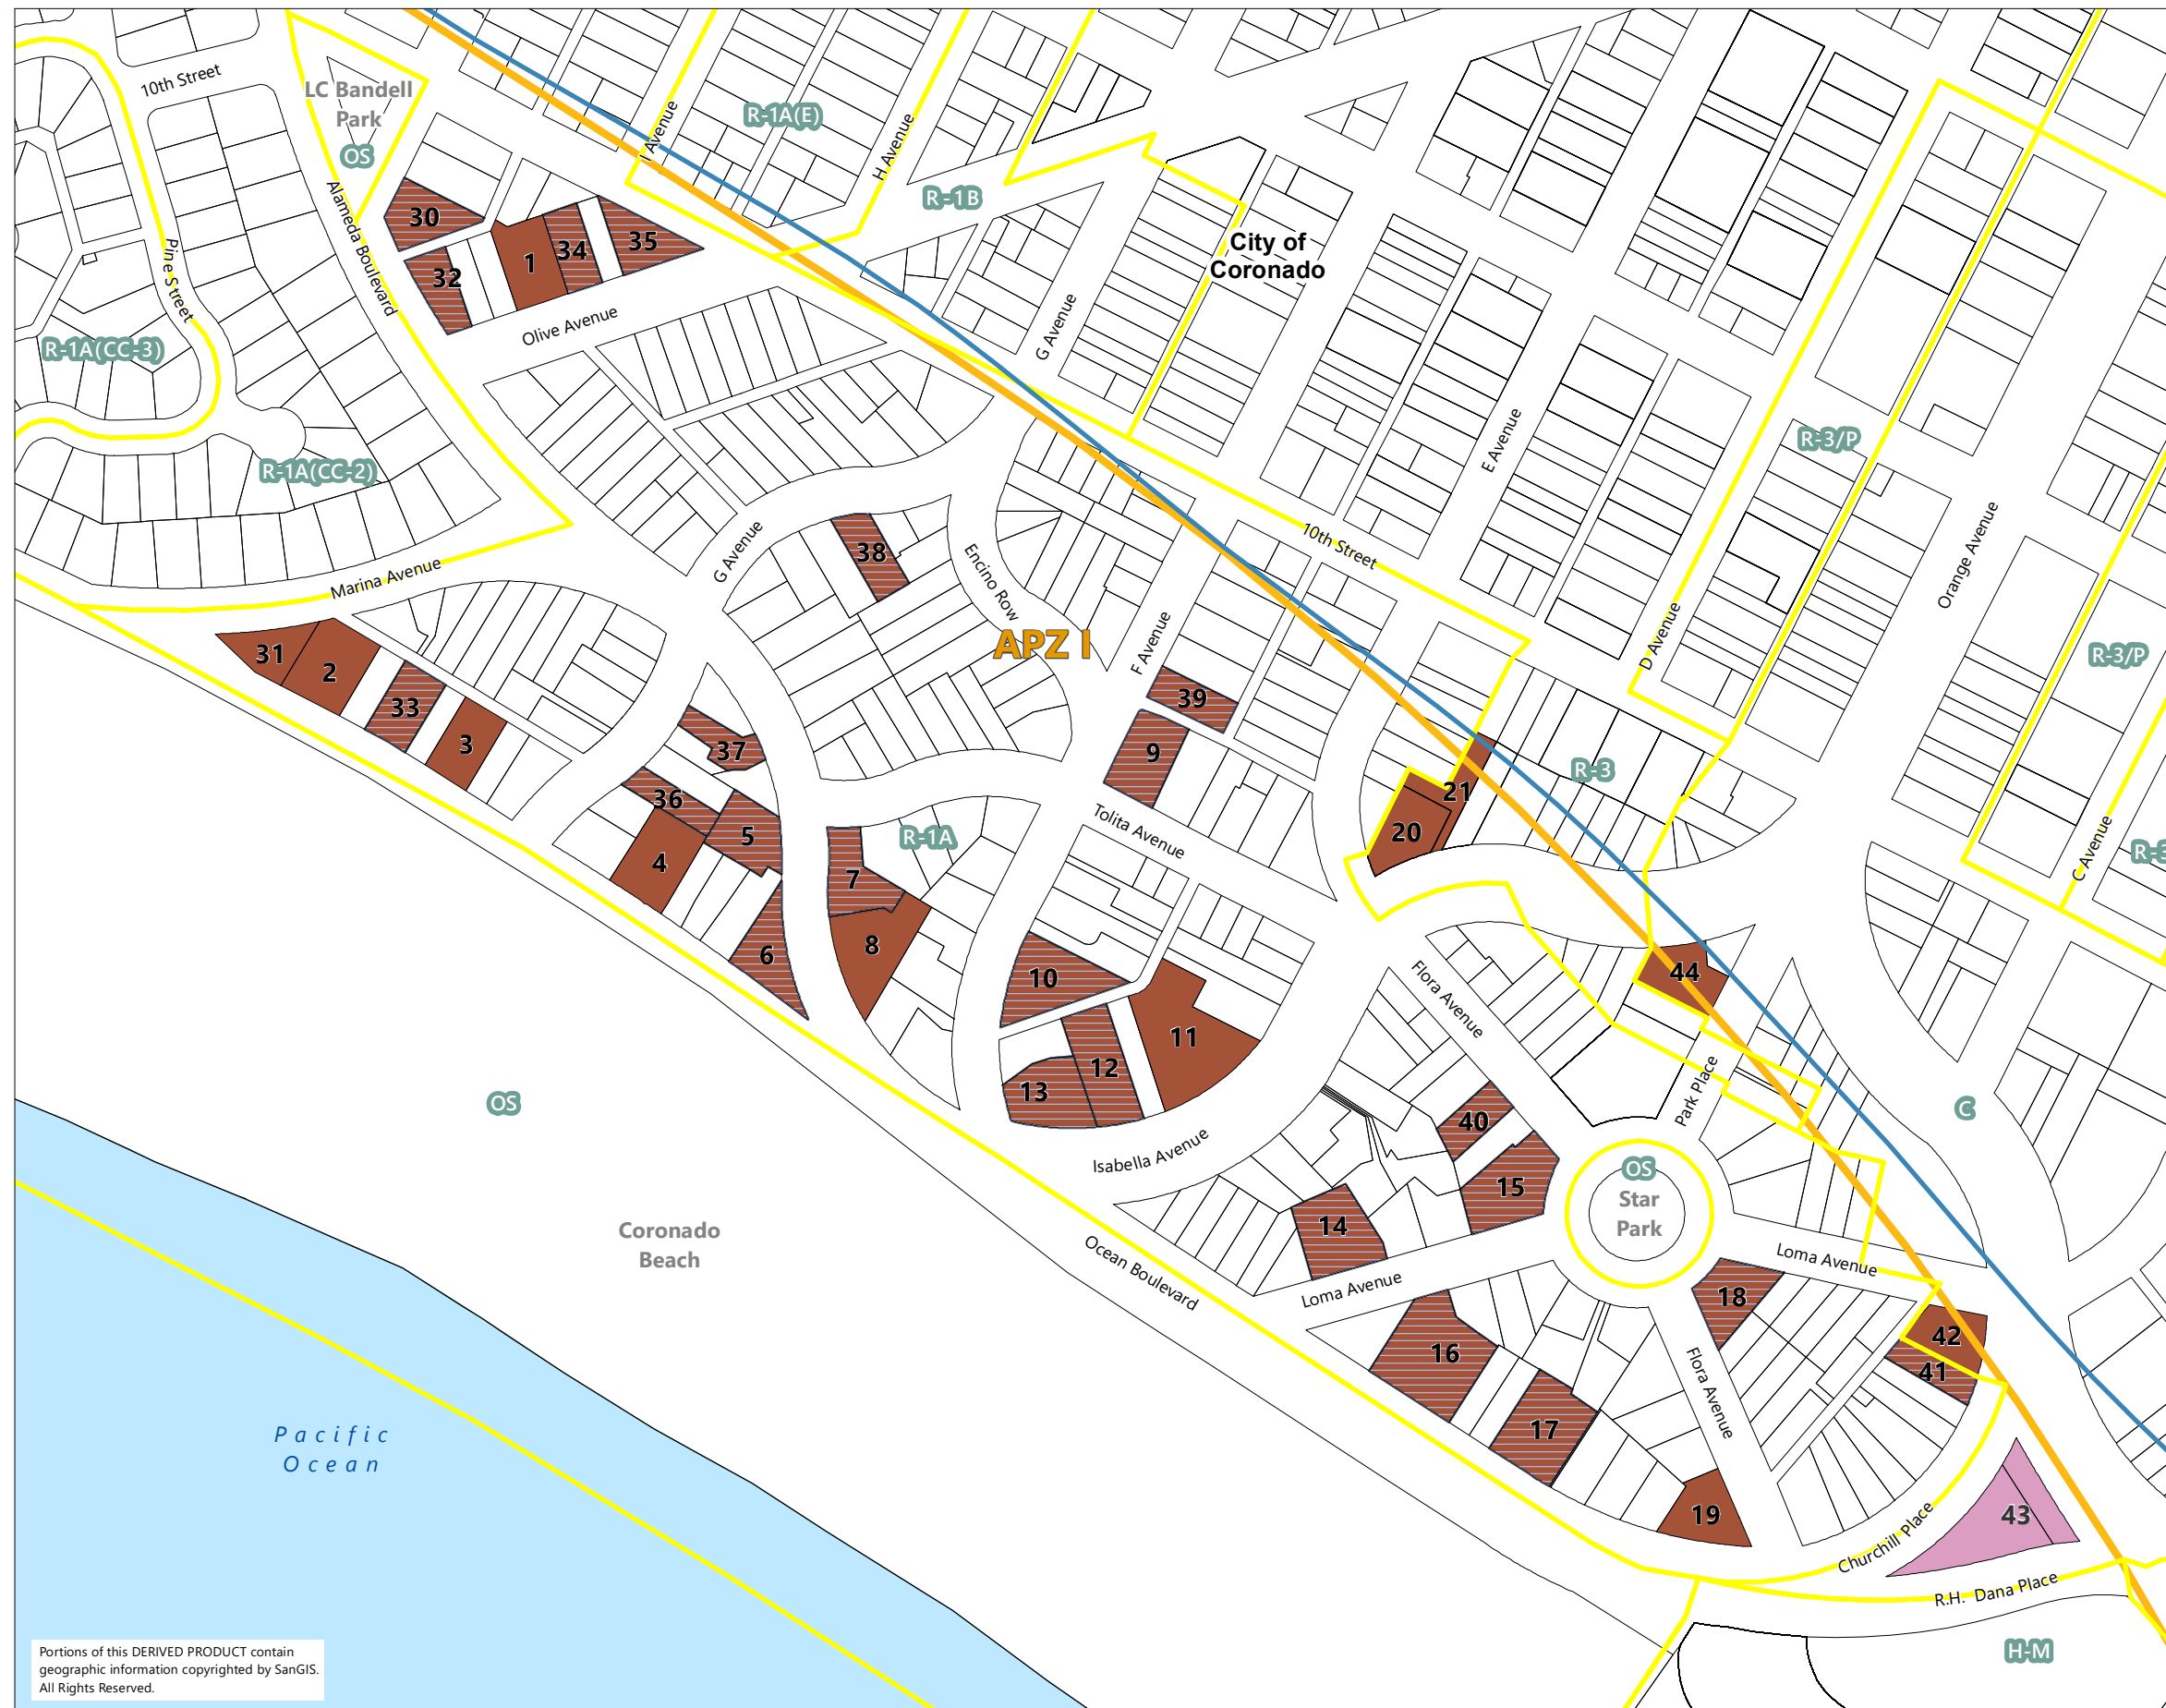 10th Street
LC Bandell
Park
OS
I Avenue
R-1A(E)
H Avenue
R-1B
City of
Coronado
30
32
1
34
35
Alameda Boulevard
Pine Street
Olive Avenue
G Avenue
R-1A(CC-3)
R-1A(CC-2)
E Avenue
R-3/P
Orange Avenue
10th Street
Marina Avenue
G Avenue
38
Encino Row
APZ I
F Avenue
D Avenue
R-3/P
31
2
33
3
37
36
5
4
6
39
9
Tolita Avenue
R-1A
7
8
21
20
R-3
C Avenue
10
11
12
13
Flora Avenue
44
Park Place
C
OS
40
15
14
Isabella Avenue
OS
Star
Park
Coronado
Beach
Ocean Boulevard
Loma Avenue
Loma Avenue
18
42
41
16
17
Flora Avenue
19
43
Churchill Place
R.H. Dana Place
H-M
Pacific
Ocean
Portions of this DERIVED PRODUCT contain
geographic information copyrighted by SanGIS.
All Rights Reserved.